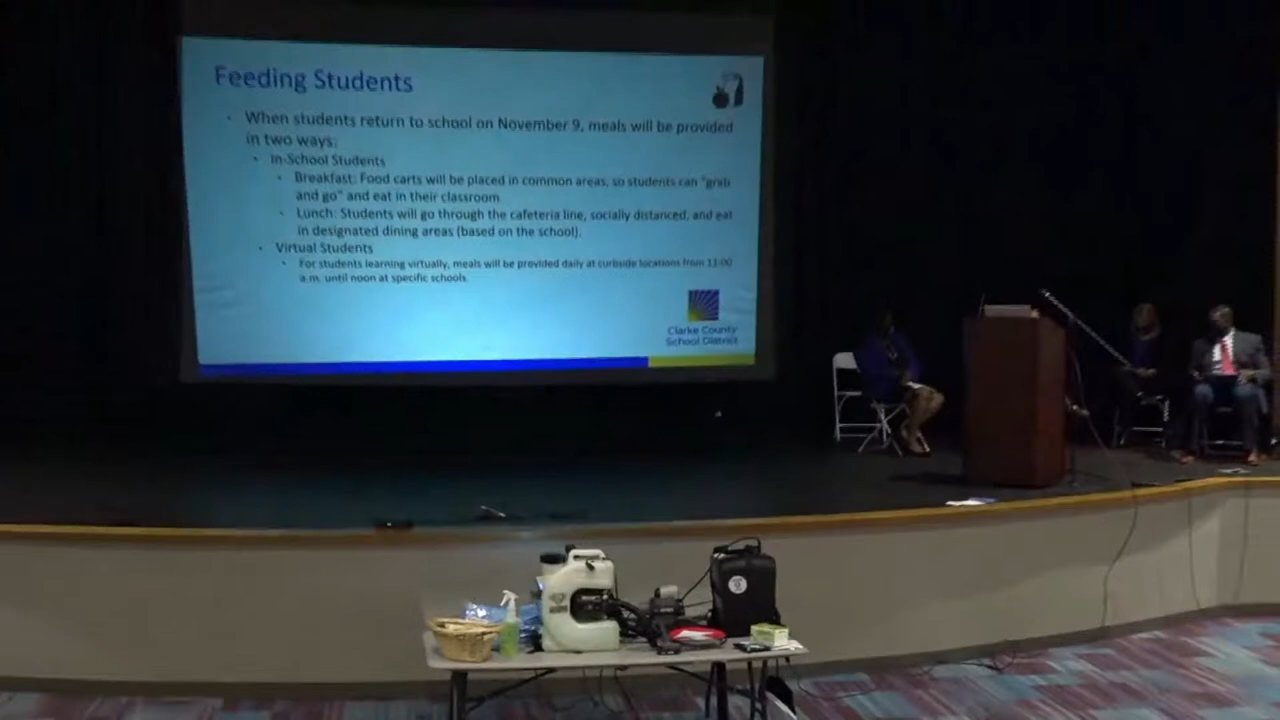 Feeding Students
• When students return to school on November 9, meals will be provided
in two ways:
• In-School Students
• Breakfast: Food carts will be placed in common areas, so students can "grab
and go" and eat in their classroom.
• Lunch: Students will go through the cafeteria line, socially distanced, and eat
in designated dining areas (based on the school).
• Virtual Students
• For students learning virtually, meals will be provided daily at curbside locations from 11:00
a.m. until noon at specific schools.
Clarke County
School District